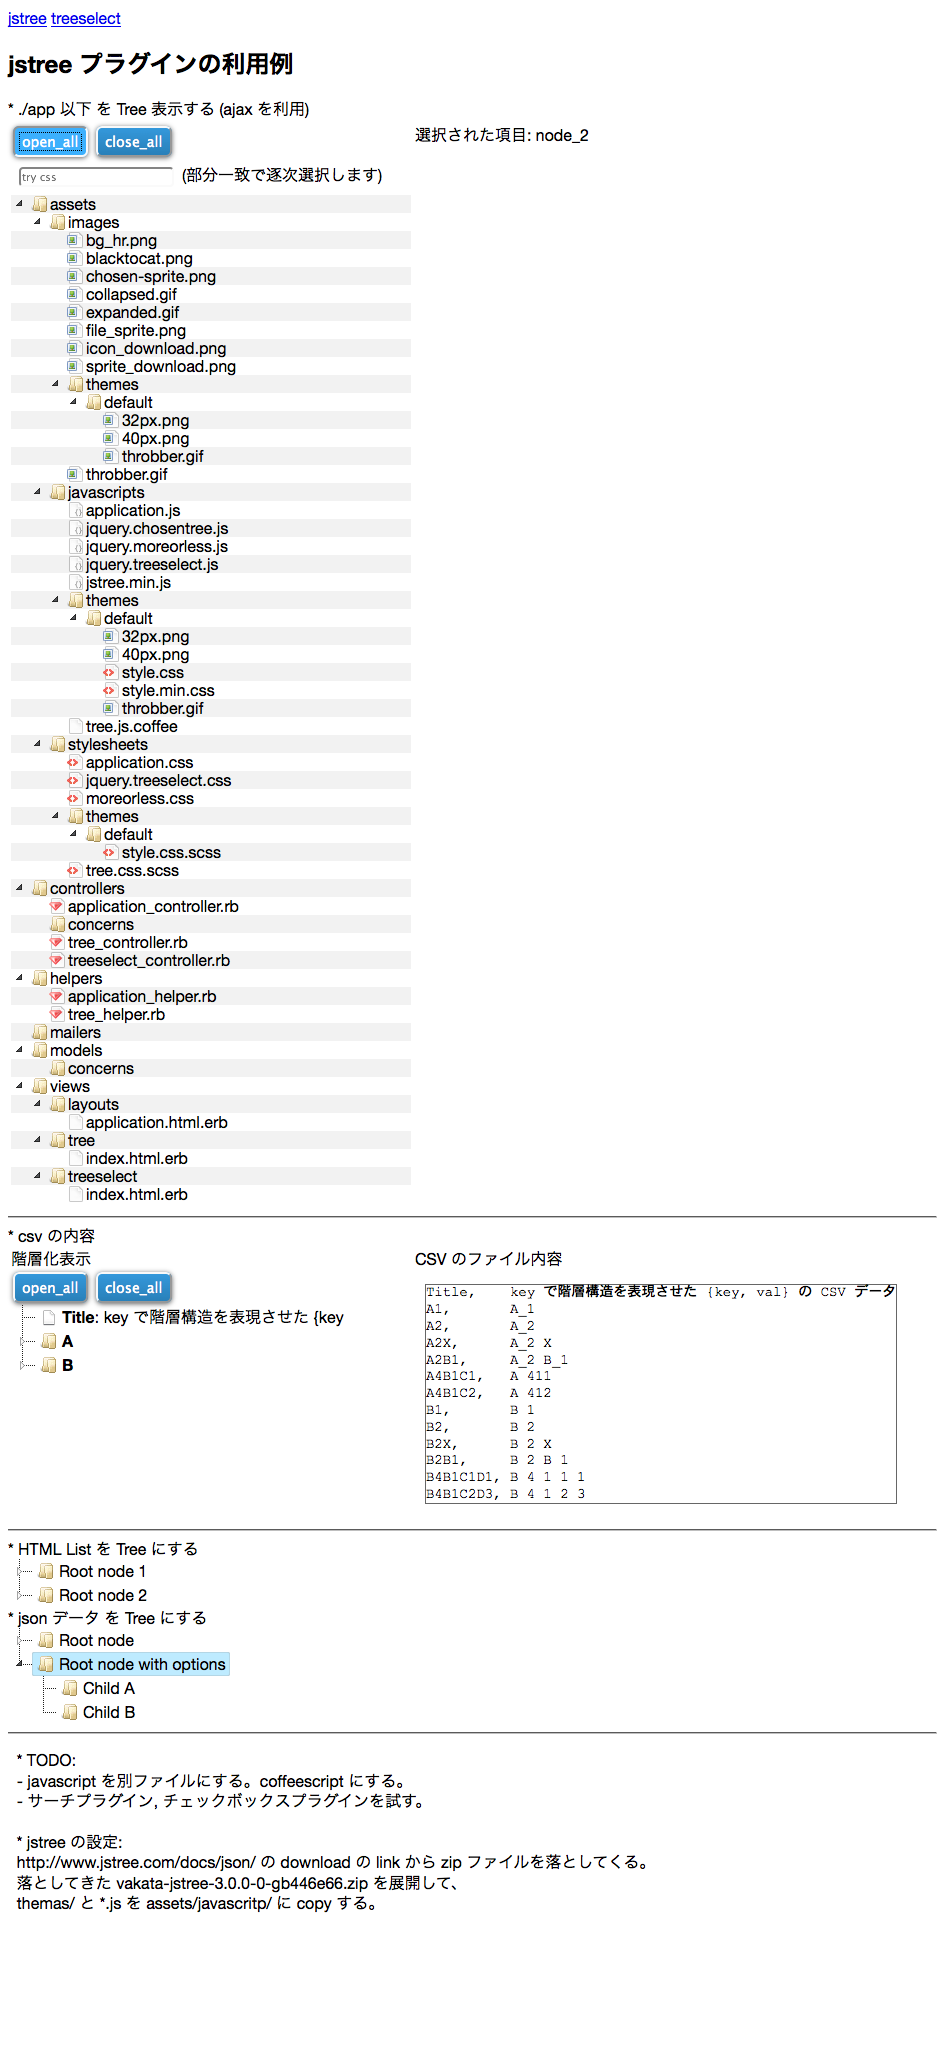 jstree treeselect
jstree プラグインの利用例
* ./app 以下 を Tree 表示する (ajax を利用)
open_all close_all 選択された項目: node_2
try css (部分一致で逐次選択します)
assets
images
bg_hr.png
blacktocat.png
chosen-sprite.png
collapsed.gif
expanded.gif
file_sprite.png
icon_download.png
sprite_download.png
themes
default
32px.png
40px.png
throbber.gif
throbber.gif
javascripts
application.js
jquery.chosentree.js
jquery.moreorless.js
jquery.treeselect.js
jstree.min.js
themes
default
32px.png
40px.png
style.css
style.min.css
throbber.gif
tree.js.coffee
stylesheets
application.css
jquery.treeselect.css
moreorless.css
themes
default
style.css.scss
tree.css.scss
controllers
application_controller.rb
concerns
tree_controller.rb
treeselect_controller.rb
helpers
application_helper.rb
tree_helper.rb
mailers
models
concerns
views
layouts
application.html.erb
tree
index.html.erb
treeselect
index.html.erb
* csv の内容
階層化表示
open_all close_all
Title: key で階層構造を表現させた {key
A
B
CSV のファイル内容
Title, key で階層構造を表現させた {key, val} の CSV データ
A1, A_1
A2, A_2
A2X, A_2 X
A2B1, A_2 B_1
A4B1C1, A 411
A4B1C2, A 412
B1, B 1
B2, B 2
B2X, B 2 X
B2B1, B 2 B 1
B4B1C1D1, B 4 1 1 1
B4B1C2D3, B 4 1 2 3
* HTML List を Tree にする
Root node 1
Root node 2
* json データ を Tree にする
Root node
Root node with options
Child A
Child B
* TODO:
- javascript を別ファイルにする。coffeescript にする。
- サーチプラグイン, チェックボックスプラグインを試す。
* jstree の設定:
http://www.jstree.com/docs/json/ の download の link から zip ファイルを落としてくる。
落としてきた vakata-jstree-3.0.0-0-gb446e66.zip を展開して、
themas/ と *.js を assets/javascritp/ に copy する。